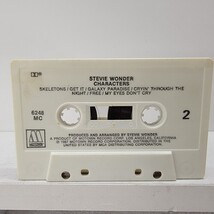 STEVIE WONDER
CHARACTERS
SKELETONS / GET IT / GALAXY PARADISE / CRYIN' THROUGH THE
NIGHT / FREE / MY EYES DON'T CRY
6248
MC
2
PRODUCED AND ARRANGED BY STEVIE WONDER
A PRODUCT OF MOTOWN RECORD CORP. LOS ANGELES, CALIFORNIA
℗ 1987 MOTOWN RECORD CORPORATION. DISTRIBUTED IN THE
UNITED STATES BY MCA DISTRIBUTING CORPORATION